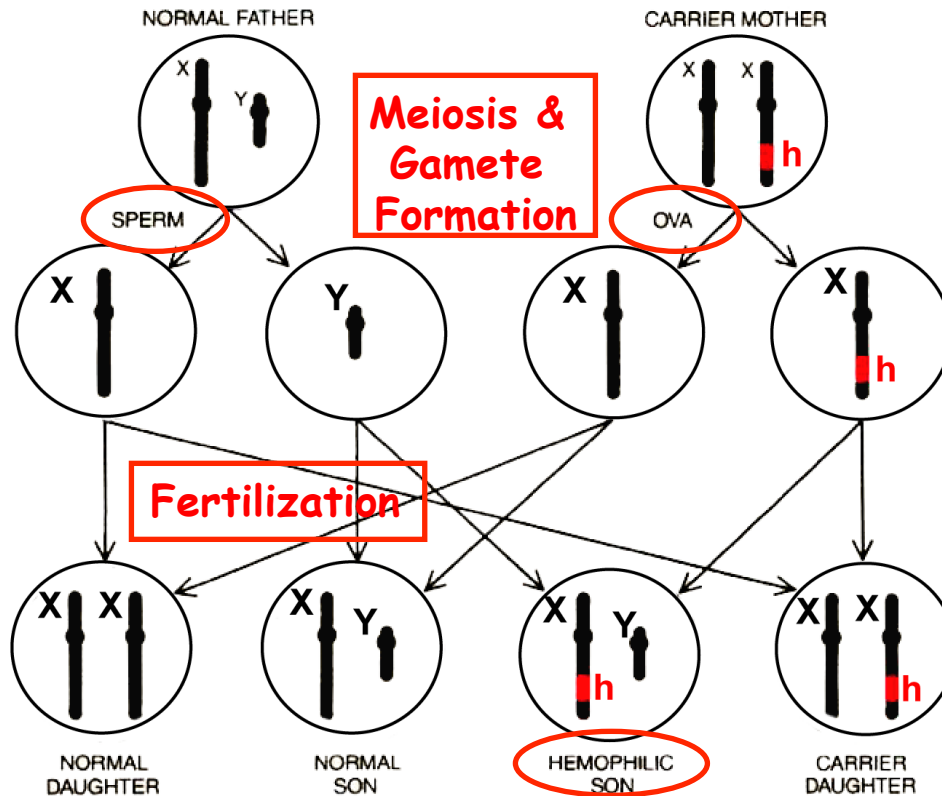 NORMAL FATHER
CARRIER MOTHER
X
Y
X
X
h
Meiosis &
Gamete
Formation
SPERM
OVA
X
Y
X
X
h
Fertilization
X X
X Y
X Y
h
X
h
NORMAL
DAUGHTER
NORMAL
SON
HEMOPHILIC
SON
CARRIER
DAUGHTER